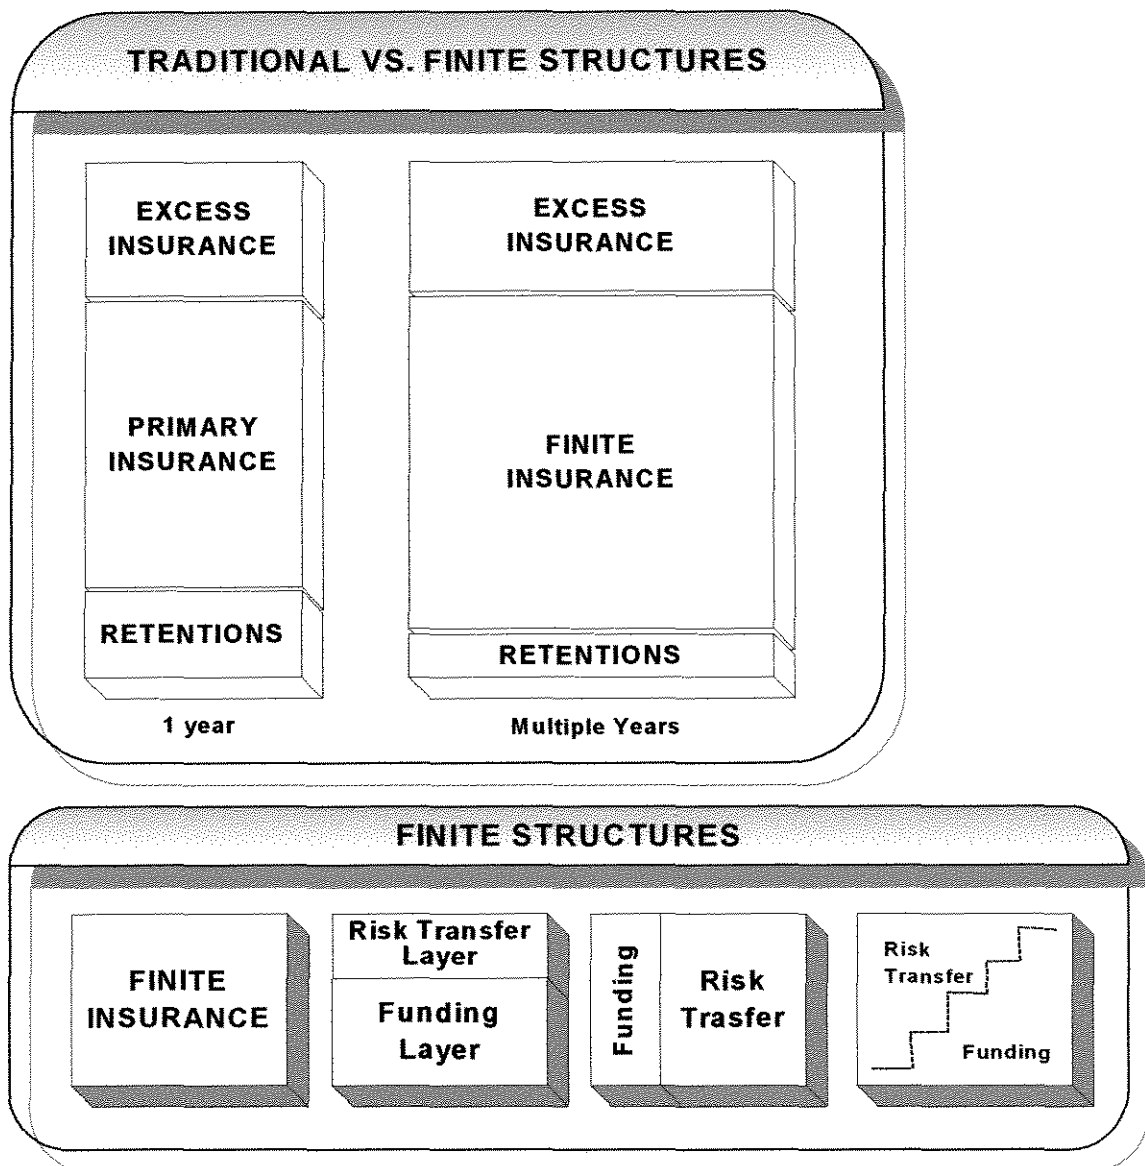 TRADITIONAL VS. FINITE STRUCTURES
EXCESS
INSURANCE
PRIMARY
INSURANCE
RETENTIONS
1 year
EXCESS
INSURANCE
FINITE
INSURANCE
RETENTIONS
Multiple Years
FINITE STRUCTURES
FINITE
INSURANCE
Risk Transfer
Layer
Funding
Layer
Funding
Risk
Trasfer
Risk
Transfer
Funding